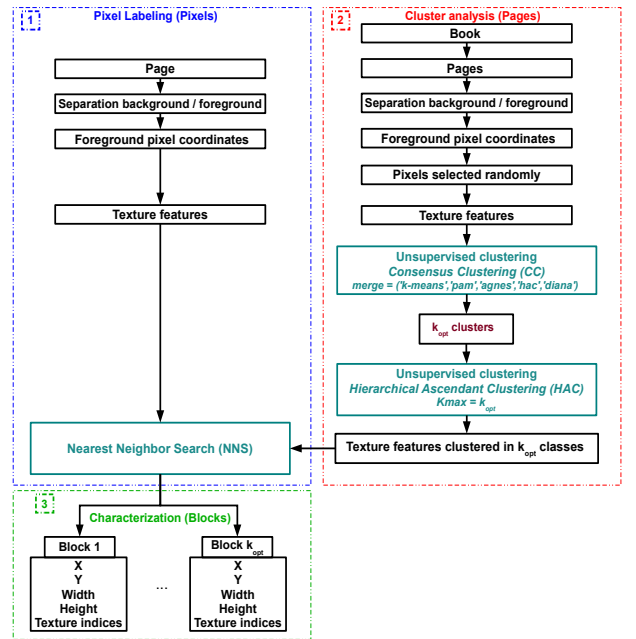 1
Pixel Labeling (Pixels)
Page
Separation background / foreground
Foreground pixel coordinates
Texture features
Nearest Neighbor Search (NNS)
2
Cluster analysis (Pages)
Book
Pages
Separation background / foreground
Foreground pixel coordinates
Pixels selected randomly
Texture features
Unsupervised clustering
Consensus Clustering (CC)
merge = ('k-means','pam','agnes','hac','diana')
kopt clusters
Unsupervised clustering
Hierarchical Ascendant Clustering (HAC)
Kmax = kopt
Texture features clustered in kopt classes
3
Characterization (Blocks)
Block 1
X
Y
Width
Height
Texture indices
...
Block kopt
X
Y
Width
Height
Texture indices